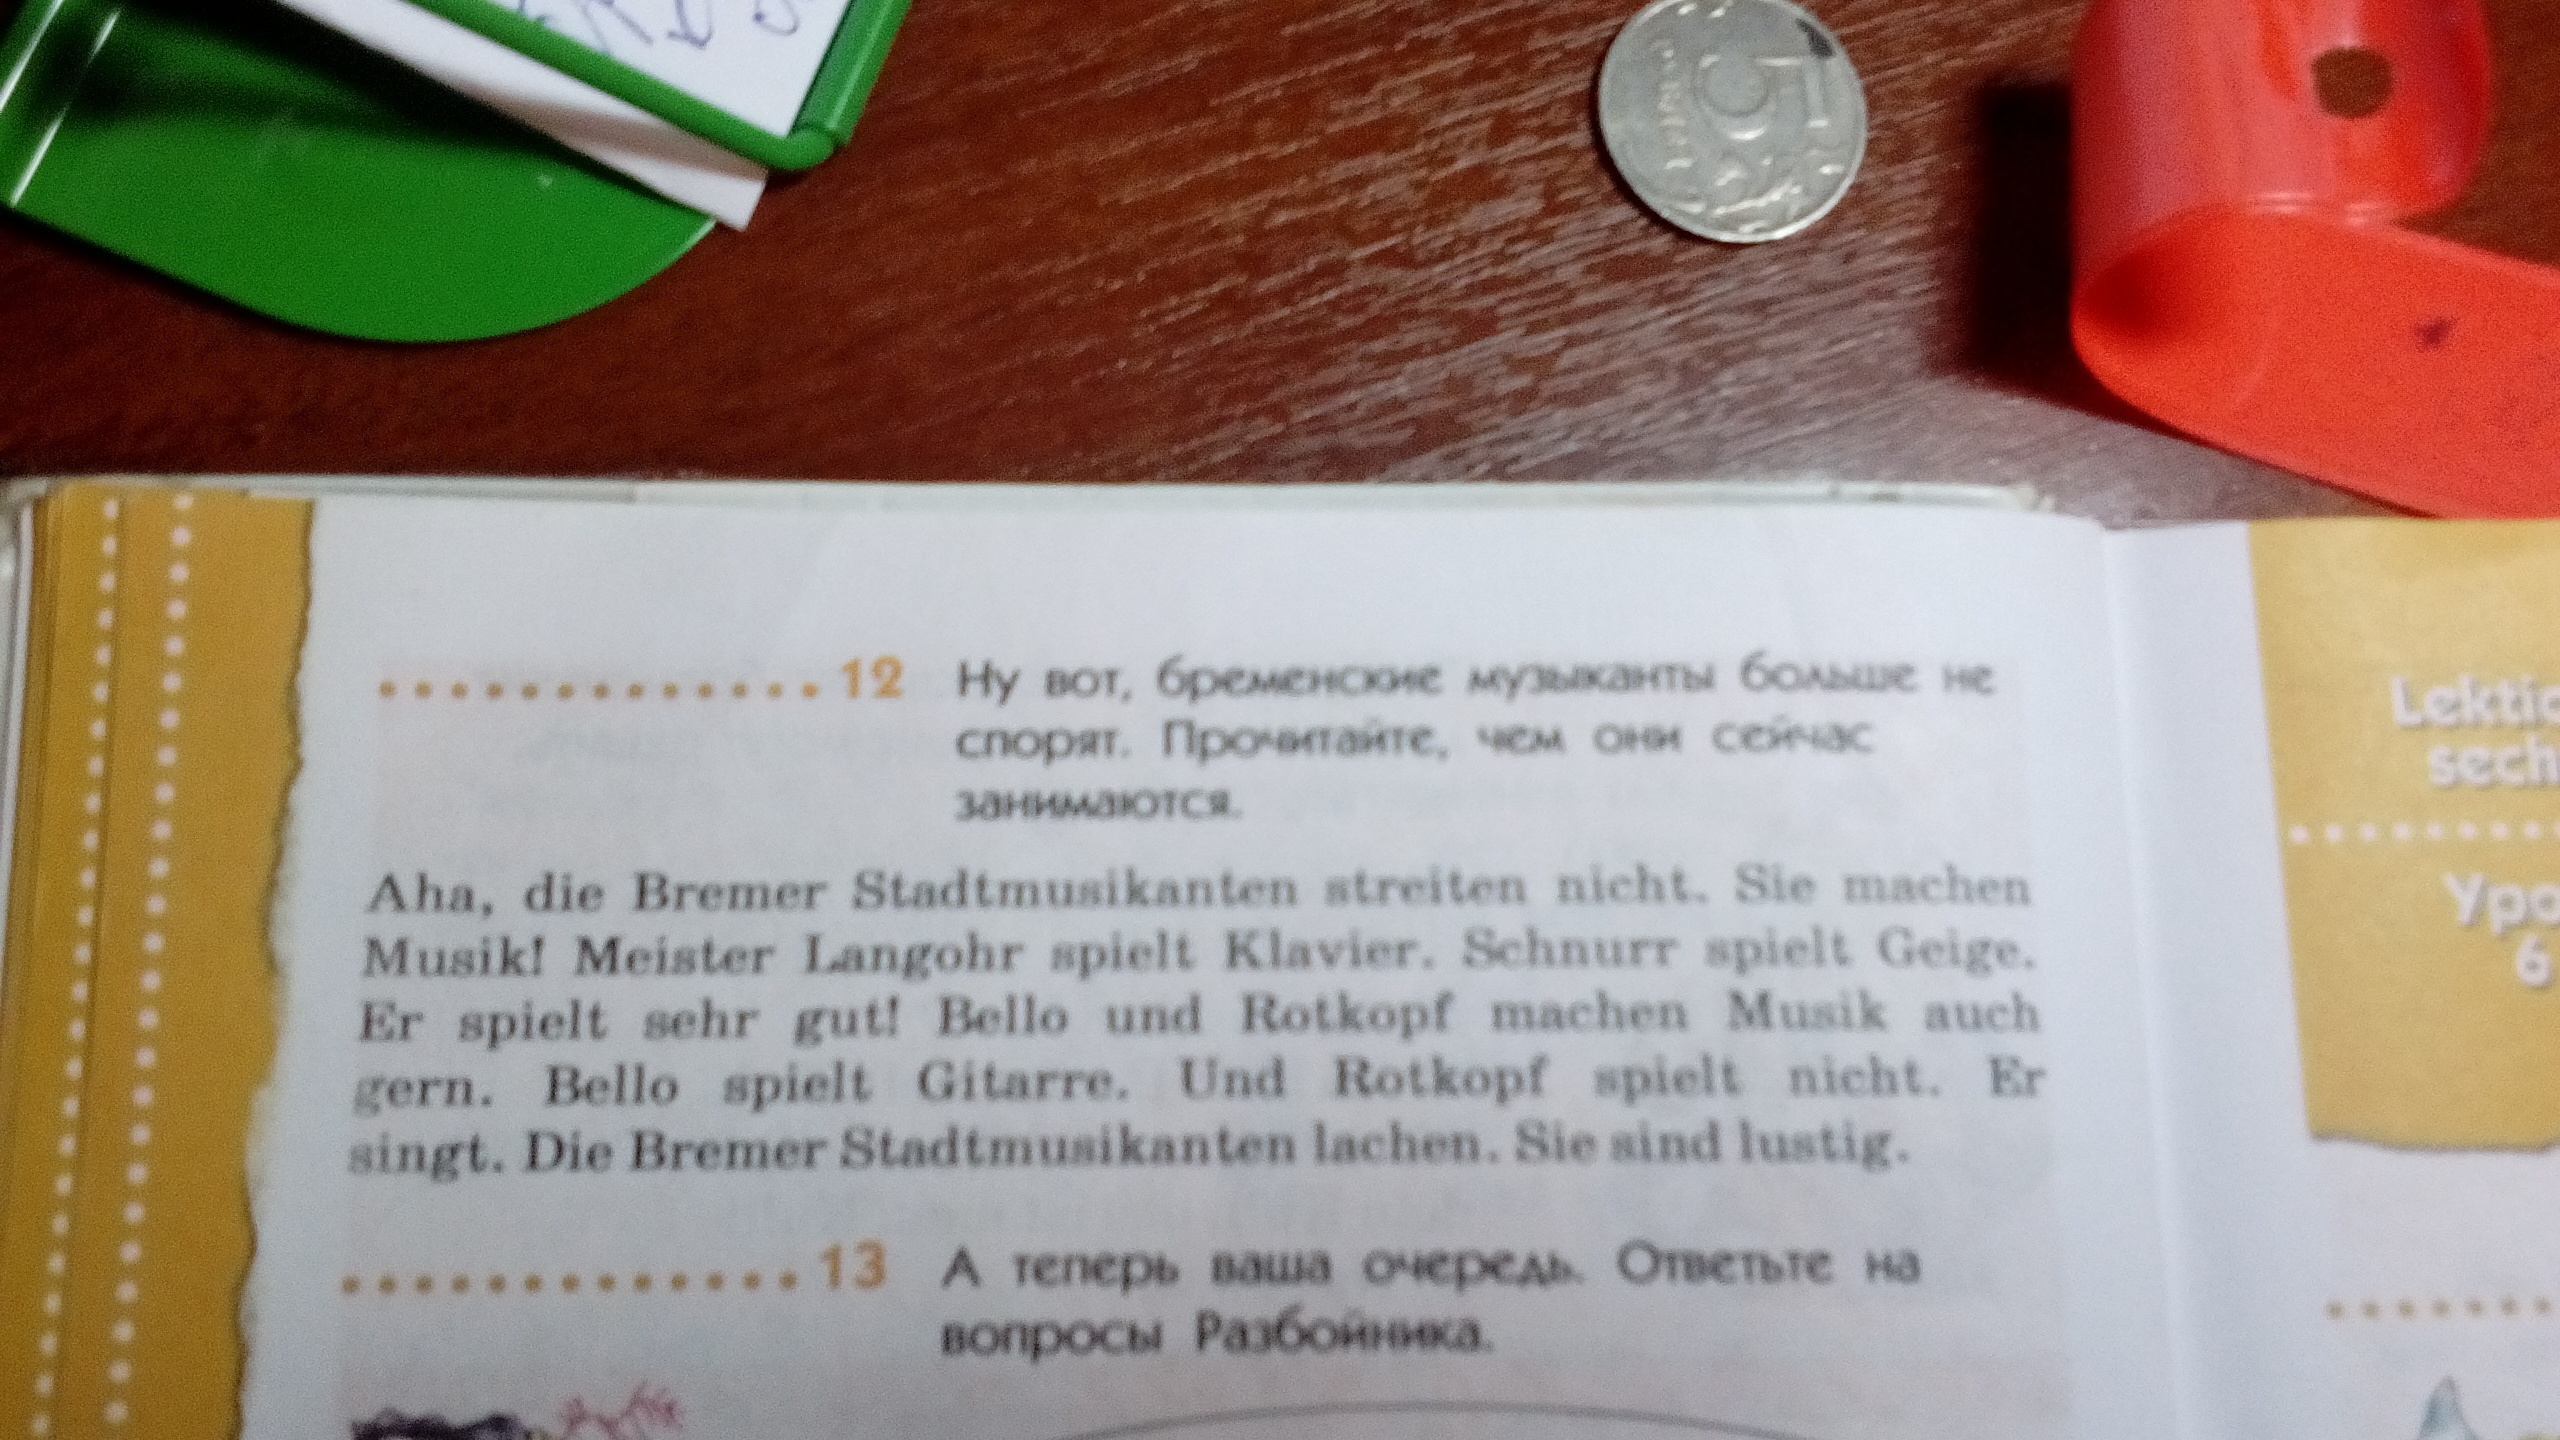 12 Ну вот, бременские музыканты больше не
спорят. Прочитайте, чем они сейчас
занимаются.
Aha, die Bremer Stadtmusikanten streiten nicht. Sie machen
Musik! Meister Langohr spielt Klavier. Schnurr spielt Geige.
Er spielt sehr gut! Bello und Rotkopf machen Musik auch
gern. Bello spielt Gitarre. Und Rotkopf spielt nicht. Er
singt. Die Bremer Stadtmusikanten lachen. Sie sind lustig.
13 А теперь ваша очередь. Ответьте на
вопросы Разбойника.
6